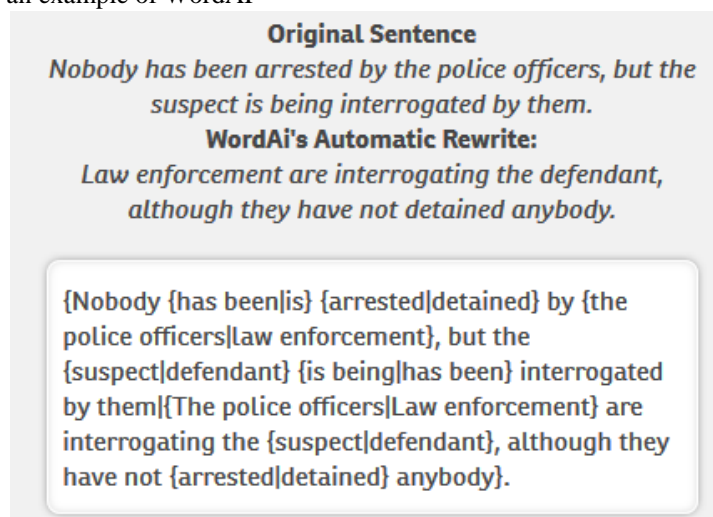 an example of WordAI
Original Sentence
Nobody has been arrested by the police officers, but the
suspect is being interrogated by them.
WordAi's Automatic Rewrite:
Law enforcement are interrogating the defendant,
although they have not detained anybody.
{Nobody {has been|is} {arrested|detained} by {the
police officers|law enforcement}, but the
{suspect|defendant} {is being|has been} interrogated
by them|{The police officers|Law enforcement} are
interrogating the {suspect|defendant}, although they
have not {arrested|detained} anybody}.